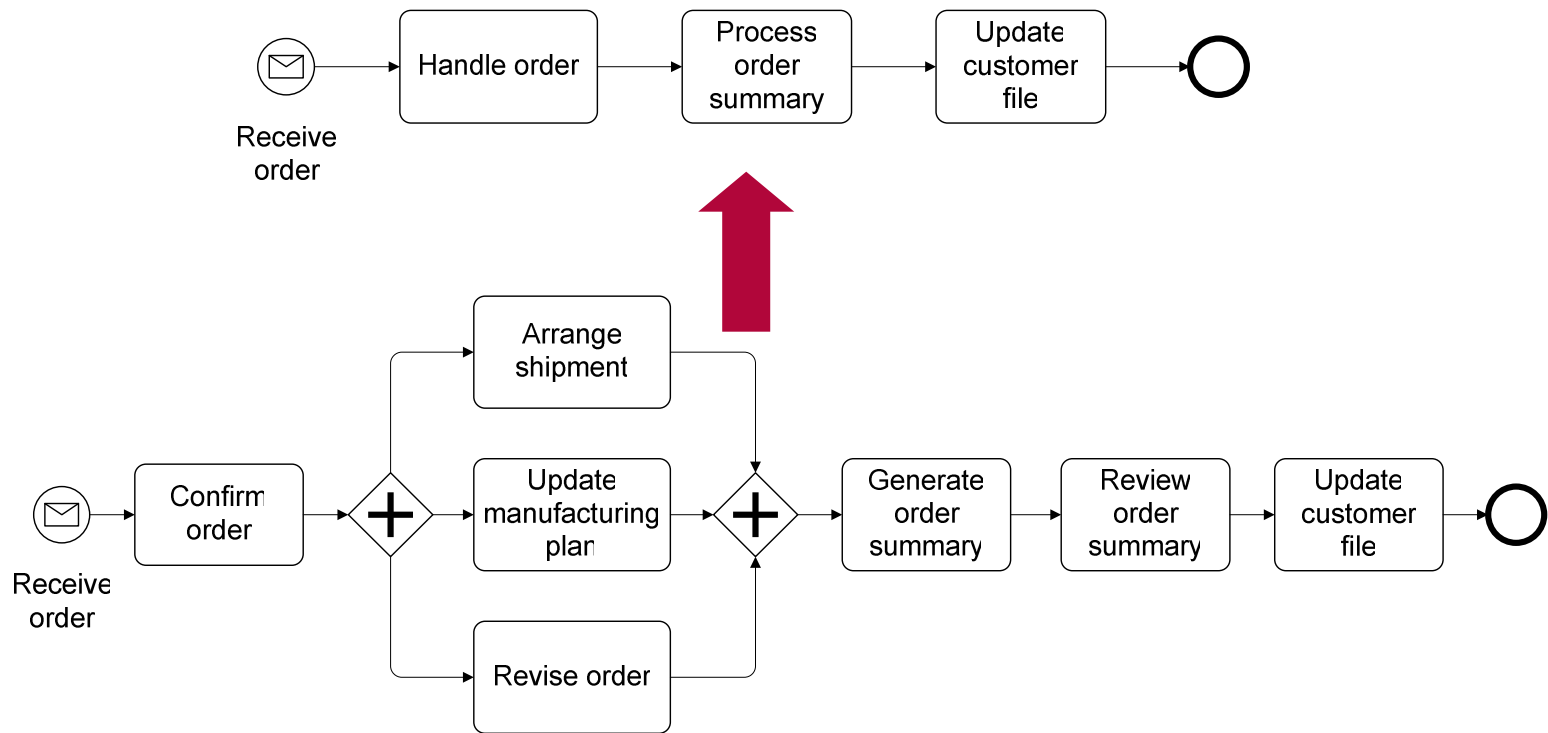 Handle order
Process
order
summary
Update
customer
file
Receive
order
Arrange
shipment
Confirm
order
Update
manufacturing
plan
Generate
order
summary
Review
order
summary
Update
customer
file
Receive
order
Revise order